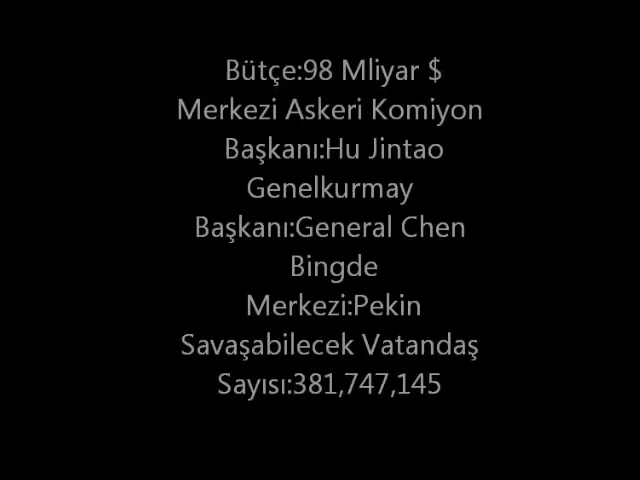 Bütçe:98 Mliyar $
Merkezi Askeri Komiyon
Başkanı:Hu Jintao
Genelkurmay
Başkanı:General Chen
Bingde
Merkezi:Pekin
Savaşabilecek Vatandaş
Sayısı:381,747,145